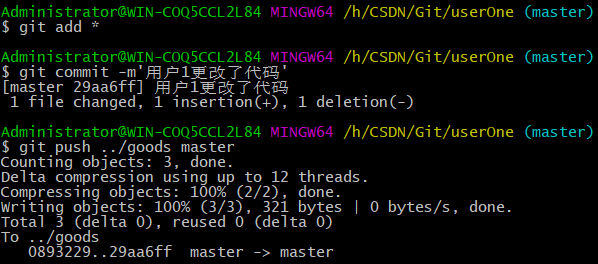 Administrator@WIN-COQ5CCL2L84 MINGW64 /h/CSDN/Git/userOne (master)
$ git add *
Administrator@WIN-COQ5CCL2L84 MINGW64 /h/CSDN/Git/userOne (master)
$ git commit -m'用户1更改了代码'
[master 29aa6ff] 用户1更改了代码
1 file changed, 1 insertion(+), 1 deletion(-)
Administrator@WIN-COQ5CCL2L84 MINGW64 /h/CSDN/Git/userOne (master)
$ git push ../goods master
Counting objects: 3, done.
Delta compression using up to 12 threads.
Compressing objects: 100% (2/2), done.
Writing objects: 100% (3/3), 321 bytes | 0 bytes/s, done.
Total 3 (delta 0), reused 0 (delta 0)
To ../goods
0893229..29aa6ff  master -> master